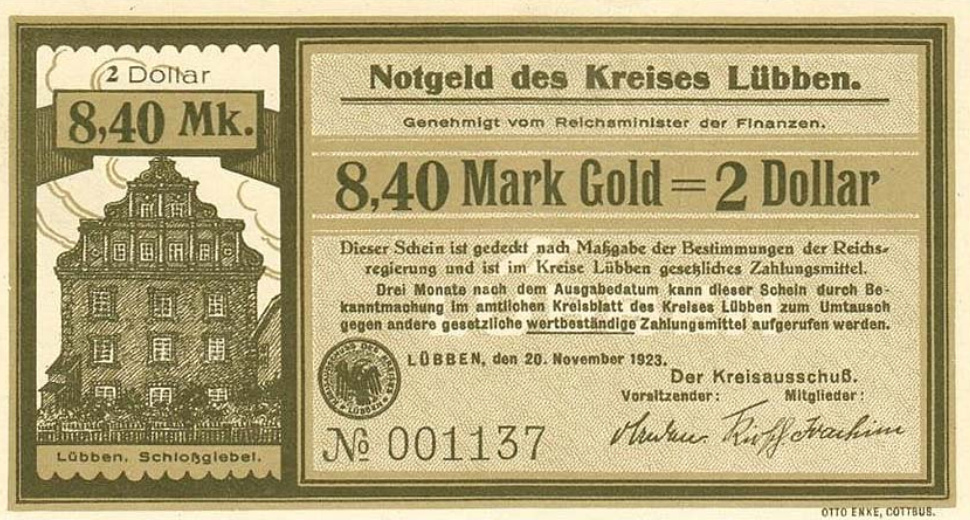 2 Dollar
8,40 Mk.
Lübben. Schloßgiebel.
Notgeld des Kreises Lübben.
Genehmigt vom Reichsminister der Finanzen.
8,40 Mark Gold = 2 Dollar
Dieser Schein ist gedeckt nach Maßgabe der Bestimmungen der Reichs-
regierung und ist im Kreise Lübben gesetzliches Zahlungsmittel.
Drei Monate nach dem Ausgabedatum kann dieser Schein durch Be-
kanntmachung im amtlichen Kreisblatt des Kreises Lübben zum Umtausch
gegen andere gesetzliche wertbeständige Zahlungsmittel aufgerufen werden.
LÜBBEN, den 20. November 1923.
Der Kreisausschuß.
Vorsitzender: Mitglieder:
LÜBBEN
№ 001137
OTTO ENKE, COTTBUS.